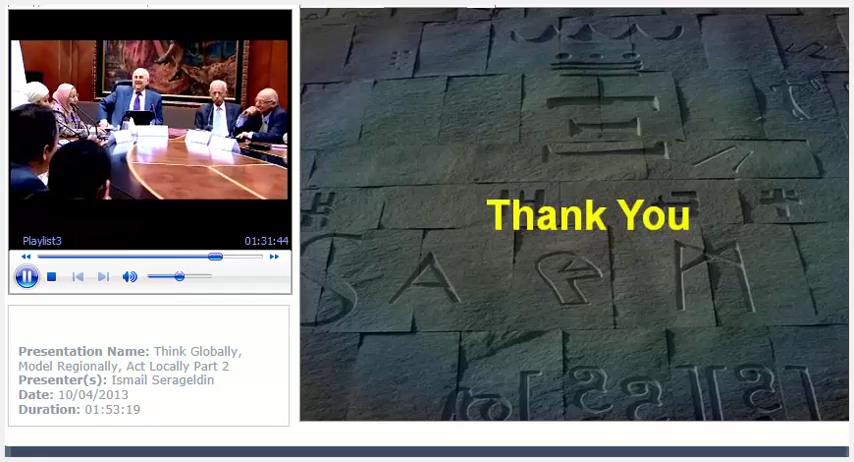 Playlist3 01:31:44
Presentation Name: Think Globally,
Model Regionally, Act Locally Part 2
Presenter(s): Ismail Serageldin
Date: 10/04/2013
Duration: 01:53:19
Thank You